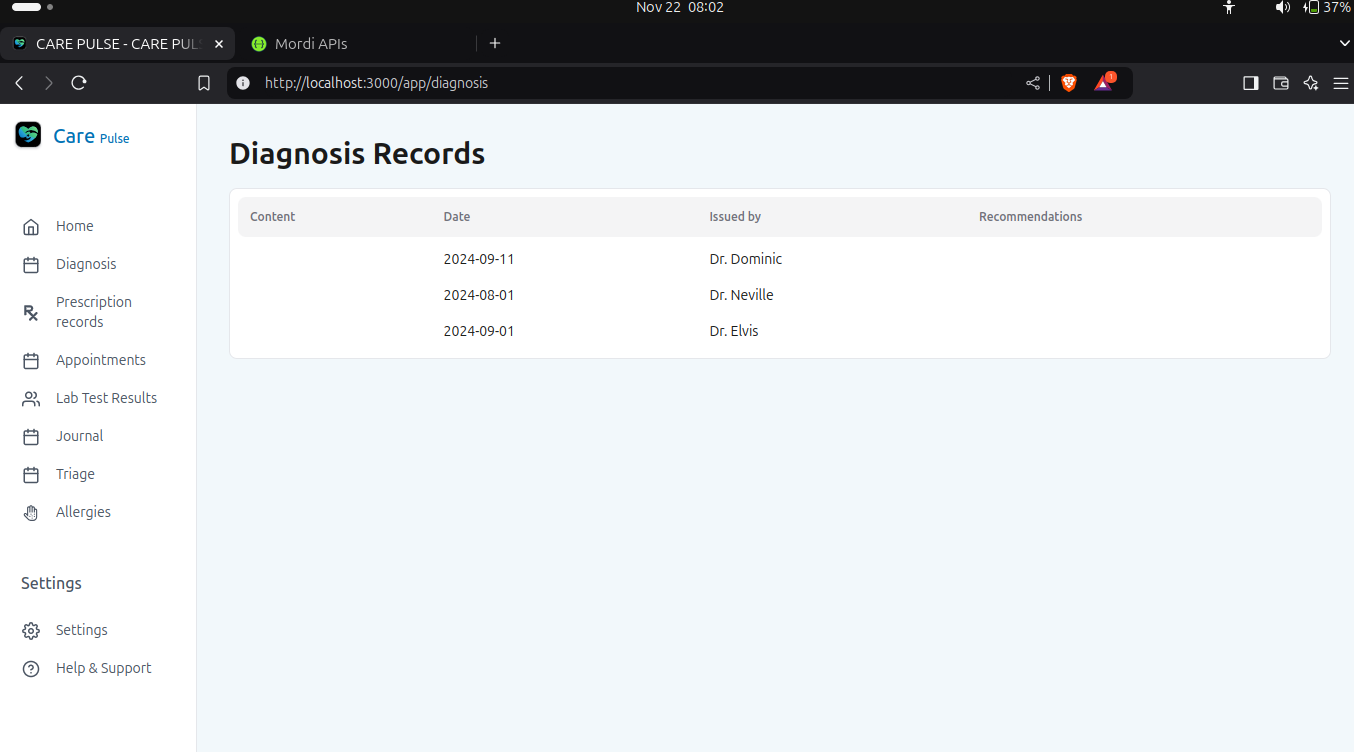 Nov 22 08:02
37%
CARE PULSE - CARE PULS
Mordi APIs
http://localhost:3000/app/diagnosis
1
Care Pulse
Home
Diagnosis
Prescription
records
Appointments
Lab Test Results
Journal
Triage
Allergies
Settings
Settings
Help & Support
Diagnosis Records
Content Date Issued by Recommendations
2024-09-11 Dr. Dominic
2024-08-01 Dr. Neville
2024-09-01 Dr. Elvis